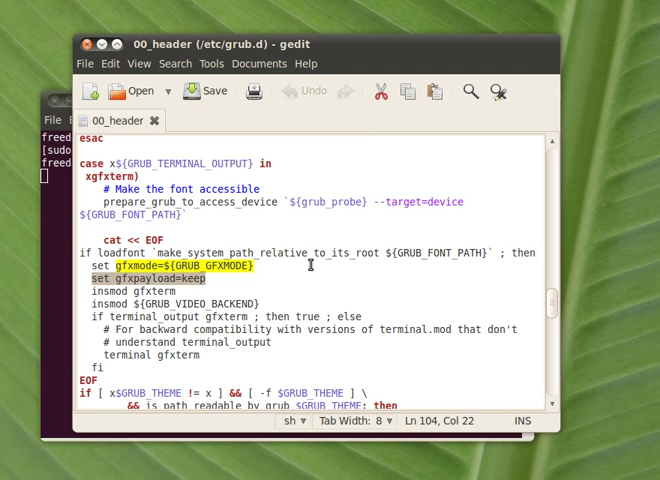 00_header (/etc/grub.d) - gedit
File Edit View Search Tools Documents Help
Open Save Undo
00_header
File
freed
[sudo
freed
esac
case x${GRUB_TERMINAL_OUTPUT} in
xgfxterm)
# Make the font accessible
prepare_grub_to_access_device `${grub_probe} --target=device
${GRUB_FONT_PATH}`
cat << EOF
if loadfont `make_system_path_relative_to_its_root ${GRUB_FONT_PATH}` ; then
set gfxmode=${GRUB_GFXMODE}
set gfxpayload=keep
insmod gfxterm
insmod ${GRUB_VIDEO_BACKEND}
if terminal_output gfxterm ; then true ; else
# For backward compatibility with versions of terminal.mod that don't
# understand terminal_output
terminal gfxterm
fi
EOF
if [ x$GRUB_THEME != x ] && [ -f $GRUB_THEME ] \
&& is_path_readable_by_grub $GRUB_THEME; then
sh Tab Width: 8 Ln 104, Col 22 INS